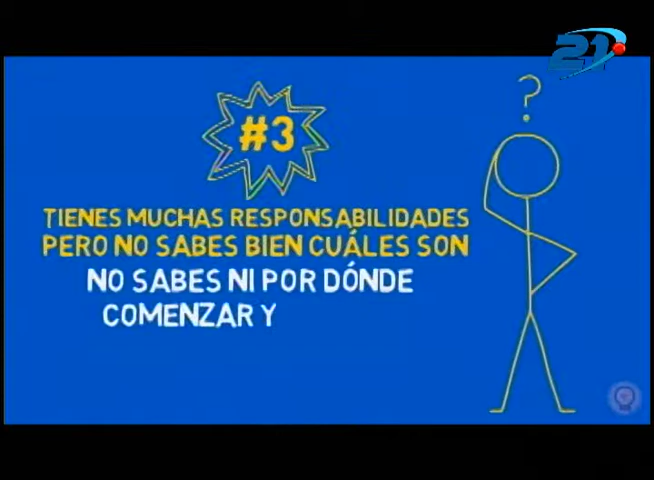 21
?
#3
TIENES MUCHAS RESPONSABILIDADES
PERO NO SABES BIEN CUÁLES SON
NO SABES NI POR DÓNDE
COMENZAR Y